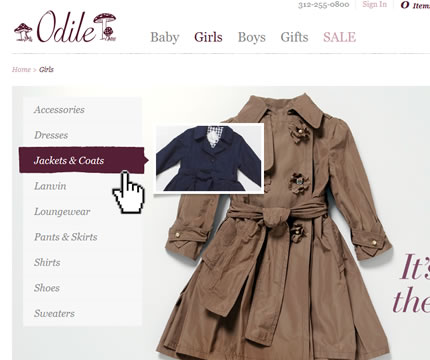 312-255-0800 Sign In 0 Item
Odile
Baby Girls Boys Gifts SALE
Home > Girls
Accessories
Dresses
Jackets & Coats
Lanvin
Loungewear
Pants & Skirts
Shirts
Shoes
Sweaters
It's
the